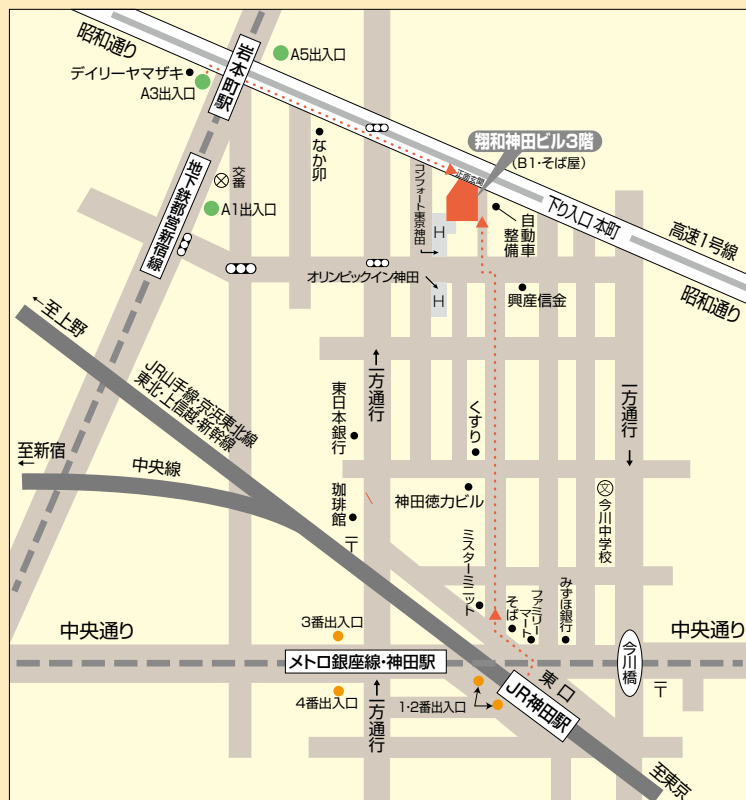 昭和通り
デイリーヤマザキ
A3出入口
岩本町駅
A5出入口
なか卯
翔和神田ビル3階
(B1・そば屋)
正面玄関
コンフォート東京神田
自動車
整備
下り入口 本町
高速1号線
昭和通り
地下鉄都営新宿線
交番
A1出入口
H
オリンピックイン神田
H
興産信金
←至上野
JR山手線・京浜東北線
東北・上信越・新幹線
一方通行
東日本銀行
くすり
一方通行
至新宿
中央線
珈琲館
神田徳力ビル
文
今川中学校
〒
ミスターミニット
そば
ファミリー
マート
みずほ銀行
3番出入口
中央通り
中央通り
メトロ銀座線・神田駅
今川橋
〒
4番出入口
一方通行
1・2番出入口
東口
JR神田駅
至東京